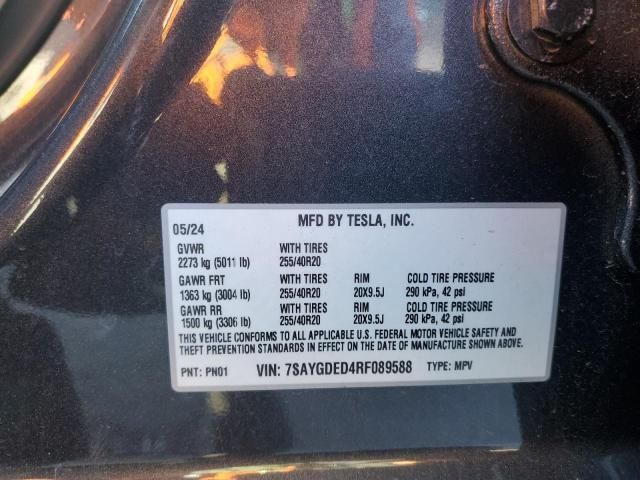 MFD BY TESLA, INC.
05/24
GVWR WITH TIRES
2273 kg (5011 lb) 255/40R20
GAWR FRT WITH TIRES RIM COLD TIRE PRESSURE
1363 kg (3004 lb) 255/40R20 20X9.5J 290 kPa, 42 psi
GAWR RR WITH TIRES RIM COLD TIRE PRESSURE
1500 kg (3306 lb) 255/40R20 20X9.5J 290 kPa, 42 psi
THIS VEHICLE CONFORMS TO ALL APPLICABLE U.S. FEDERAL MOTOR VEHICLE SAFETY AND
THEFT PREVENTION STANDARDS IN EFFECT ON THE DATE OF MANUFACTURE SHOWN ABOVE.
PNT: PN01 VIN: 7SAYGDED4RF089588 TYPE: MPV